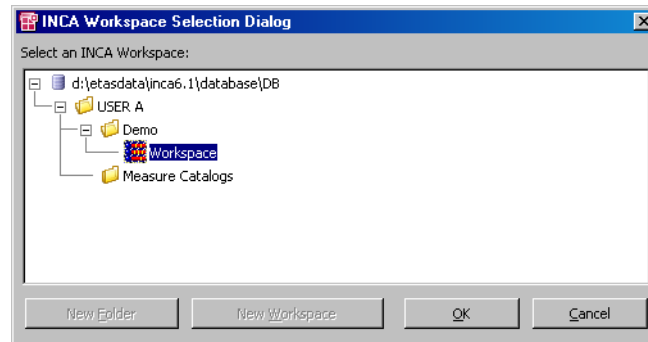 INCA Workspace Selection Dialog
Select an INCA Workspace:
d:\etasdata\inca6.1\database\DB
USER A
Demo
Workspace
Measure Catalogs
New Folder New Workspace OK Cancel